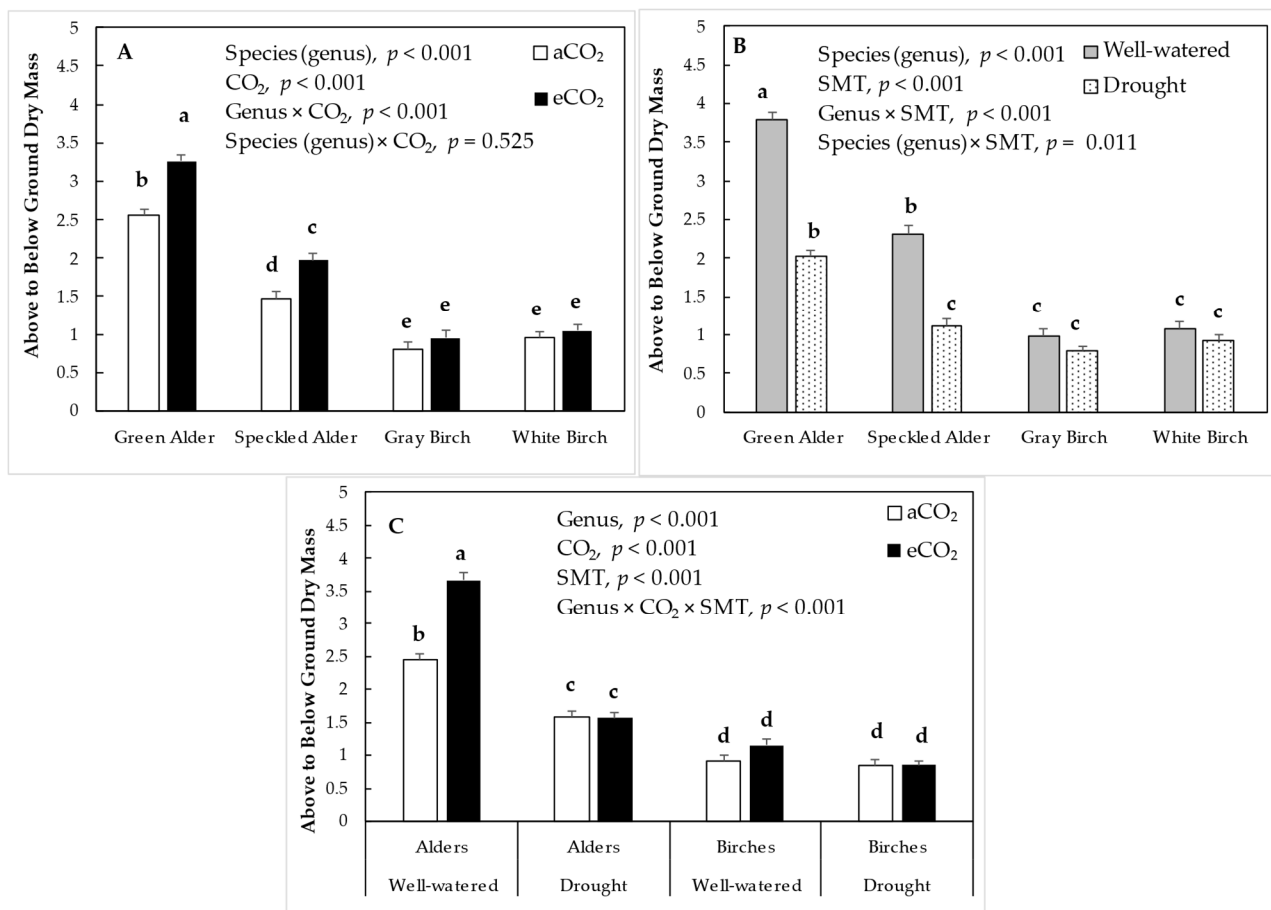 A
Species (genus), p < 0.001
CO₂, p < 0.001
Genus × CO₂, p < 0.001
Species (genus) × CO₂, p = 0.525
aCO₂
eCO₂
Above to Below Ground Dry Mass
5
4.5
4
3.5
3
2.5
2
1.5
1
0.5
0
b
a
d
c
e
e
e
e
Green Alder
Speckled Alder
Gray Birch
White Birch
B
Species (genus), p < 0.001
SMT, p < 0.001
Genus × SMT, p < 0.001
Species (genus) × SMT, p = 0.011
Well-watered
Drought
Above to Below Ground Dry Mass
5
4.5
4
3.5
3
2.5
2
1.5
1
0.5
0
a
b
b
c
c
c
c
c
Green Alder
Speckled Alder
Gray Birch
White Birch
C
Genus, p < 0.001
CO₂, p < 0.001
SMT, p < 0.001
Genus × CO₂ × SMT, p < 0.001
aCO₂
eCO₂
Above to Below Ground Dry Mass
5
4.5
4
3.5
3
2.5
2
1.5
1
0.5
0
b
a
c
c
d
d
d
d
Alders
Alders
Birches
Birches
Well-watered
Drought
Well-watered
Drought